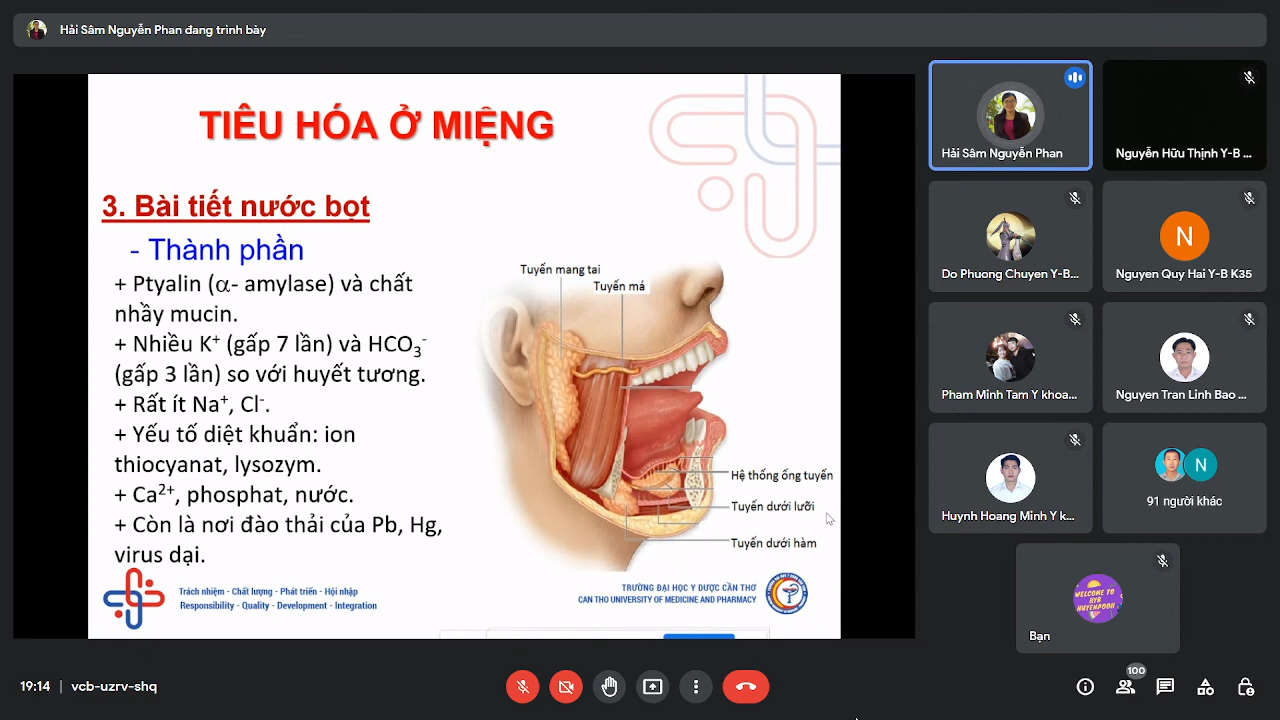 Hải Sâm Nguyễn Phan đang trình bày
TIÊU HÓA Ở MIỆNG
3. Bài tiết nước bọt
- Thành phần
+ Ptyalin (α- amylase) và chất
nhầy mucin.
+ Nhiều K⁺ (gấp 7 lần) và HCO₃⁻
(gấp 3 lần) so với huyết tương.
+ Rất ít Na⁺, Cl⁻.
+ Yếu tố diệt khuẩn: ion
thiocyanat, lysozym.
+ Ca²⁺, phosphat, nước.
+ Còn là nơi đào thải của Pb, Hg,
virus dại.
Tuyến mang tai
Tuyến má
Hệ thống ống tuyến
Tuyến dưới lưỡi
Tuyến dưới hàm
Trách nhiệm - Chất lượng - Phát triển - Hội nhập
Responsibility - Quality - Development - Integration
TRƯỜNG ĐẠI HỌC Y DƯỢC CẦN THƠ
CAN THO UNIVERSITY OF MEDICINE AND PHARMACY
Hải Sâm Nguyễn Phan
Nguyễn Hữu Thịnh Y-B ...
Do Phuong Chuyen Y-B...
N
Nguyen Quy Hai Y-B K35
Pham Minh Tam Y khoa...
Nguyen Tran Linh Bao ...
Huynh Hoang Minh Y k...
N
91 người khác
WELCOME TO
BYB
HUYENPOOH
Bạn
19:14 | vcb-uzrv-shq
100